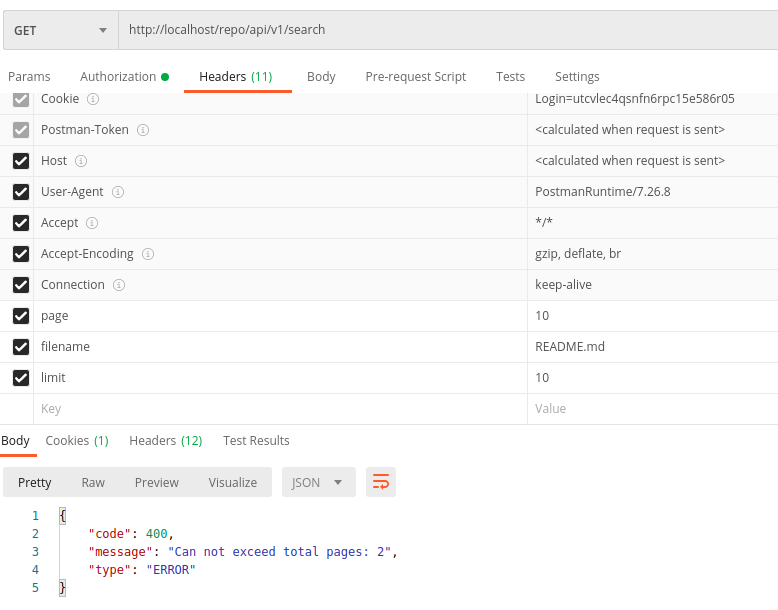 GET http://localhost/repo/api/v1/search
Params Authorization Headers (11) Body Pre-request Script Tests Settings
Cookie Login=utcvlec4qsnfn6rpc15e586r05
Postman-Token <calculated when request is sent>
Host <calculated when request is sent>
User-Agent PostmanRuntime/7.26.8
Accept */*
Accept-Encoding gzip, deflate, br
Connection keep-alive
page 10
filename README.md
limit 10
Key Value
Body Cookies (1) Headers (12) Test Results
Pretty Raw Preview Visualize JSON
1 {
2 "code": 400,
3 "message": "Can not exceed total pages: 2",
4 "type": "ERROR"
5 }